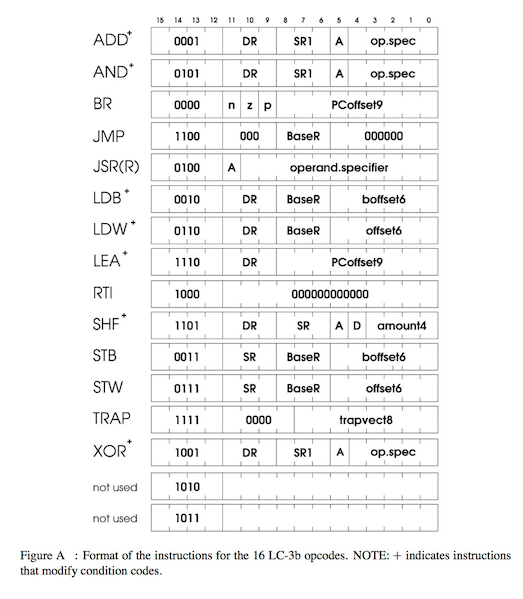 15 14 13 12 11 10 9 8 7 6 5 4 3 2 1 0
ADD+ 0001 DR SR1 A op.spec
AND+ 0101 DR SR1 A op.spec
BR 0000 n z p PCoffset9
JMP 1100 000 BaseR 000000
JSR(R) 0100 A operand.specifier
LDB+ 0010 DR BaseR boffset6
LDW+ 0110 DR BaseR offset6
LEA+ 1110 DR PCoffset9
RTI 1000 000000000000
SHF+ 1101 DR SR A D amount4
STB 0011 SR BaseR boffset6
STW 0111 SR BaseR offset6
TRAP 1111 0000 trapvect8
XOR+ 1001 DR SR1 A op.spec
not used 1010
not used 1011
Figure A : Format of the instructions for the 16 LC-3b opcodes. NOTE: + indicates instructions
that modify condition codes.